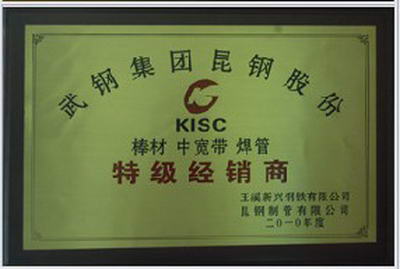 武钢集团昆钢股份
KISC
棒材 中宽带 焊管
特级经销商
玉溪新兴钢铁有限公司
昆钢制管有限公司
二〇一〇年度